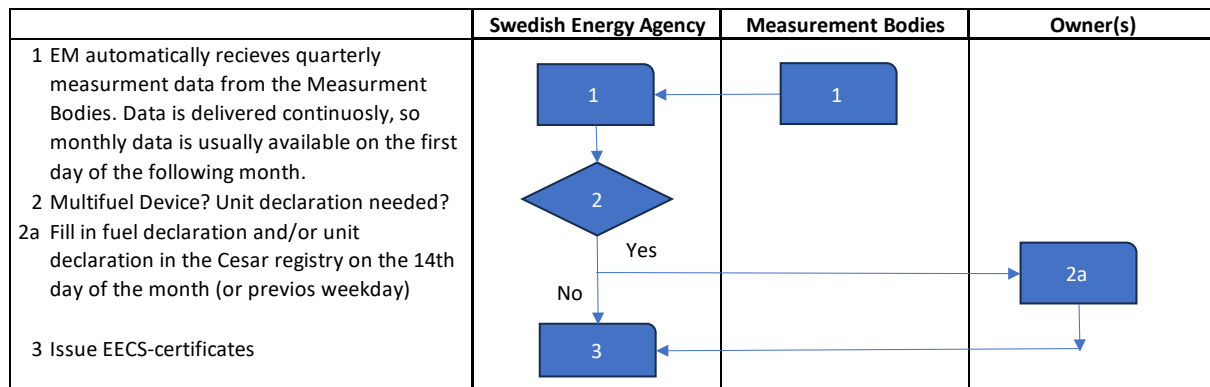 Swedish Energy Agency Measurement Bodies Owner(s)
1 EM automatically recieves quarterly
measurment data from the Measurment
Bodies. Data is delivered continuosly, so
monthly data is usually available on the first
day of the following month.
1 1
2 Multifuel Device? Unit declaration needed?
2
2a Fill in fuel declaration and/or unit
declaration in the Cesar registry on the 14th
day of the month (or previos weekday)
Yes
2a
No
3 Issue EECS-certificates
3